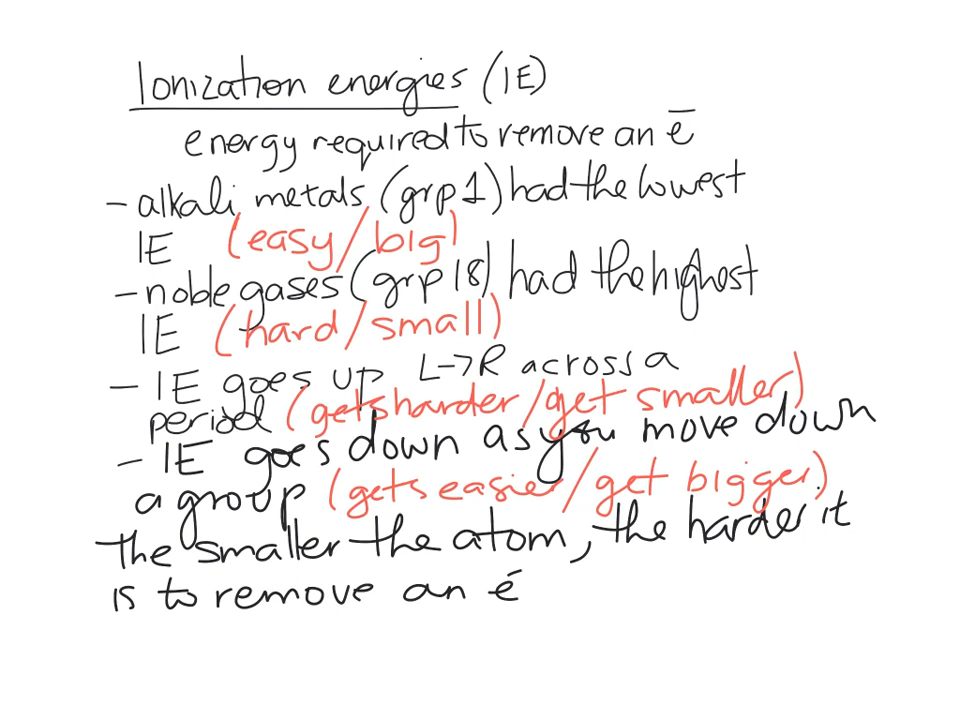 Ionization energies (IE)
energy required to remove an e⁻
- alkali metals (grp 1) had the lowest
IE (easy/big)
- noble gases (grp 18) had the highest
IE (hard/small)
- IE goes up L→R across a
period (gets harder/get smaller)
- IE goes down as you move down
a group (gets easier/get bigger)
the smaller the atom, the harder it
is to remove an e⁻